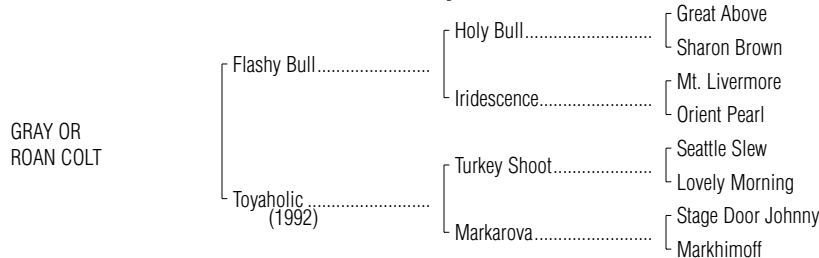 Great Above
Holy Bull..........................
Sharon Brown
Flashy Bull........................
Mt. Livermore
Iridescence........................
Orient Pearl
GRAY OR
ROAN COLT
Seattle Slew
Turkey Shoot.....................
Lovely Morning
Toyaholic ..........................
(1992)
Stage Door Johnny
Markarova.........................
Markhimoff